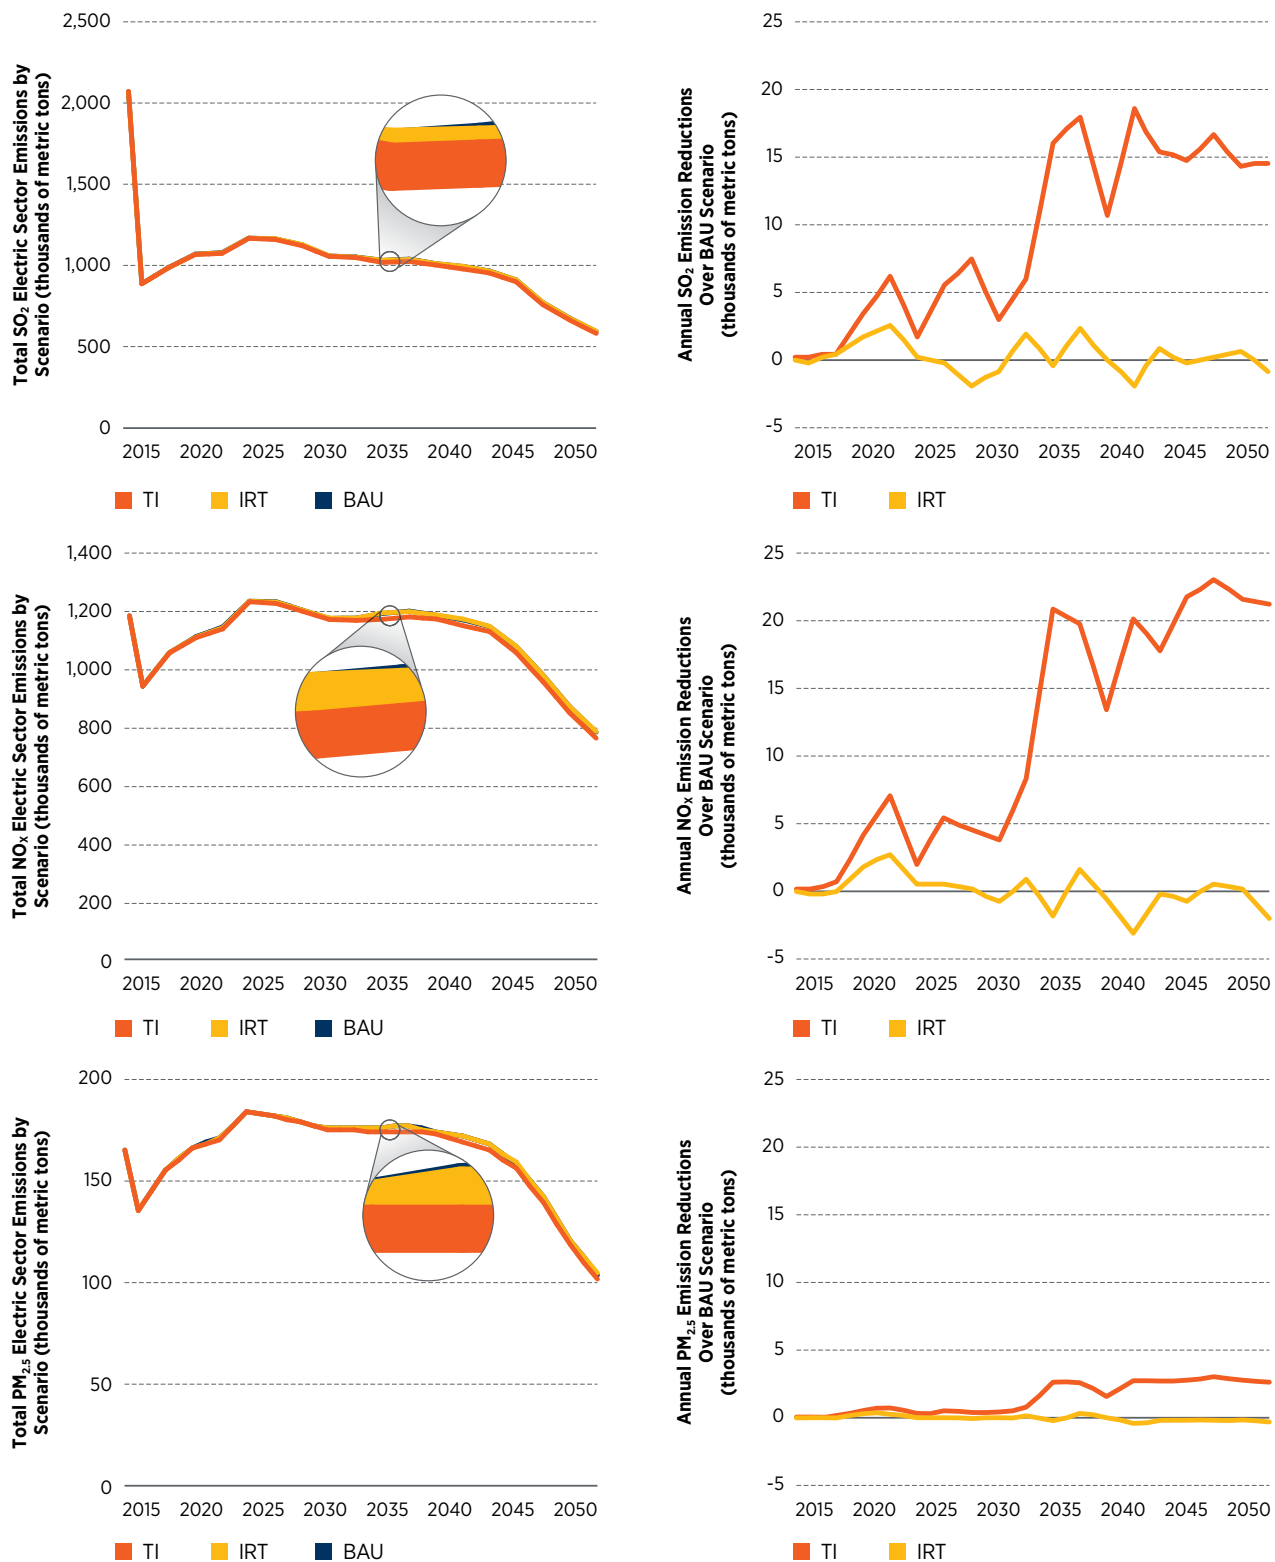 Total SO2 Electric Sector Emissions by
Scenario (thousands of metric tons)
2,500
2,000
1,500
1,000
500
0
2015 2020 2025 2030 2035 2040 2045 2050
TI IRT BAU
Annual SO2 Emission Reductions
Over BAU Scenario
(thousands of metric tons)
25
20
15
10
5
0
-5
2015 2020 2025 2030 2035 2040 2045 2050
TI IRT
Total NOX Electric Sector Emissions by
Scenario (thousands of metric tons)
1,400
1,200
1,000
800
600
400
200
0
2015 2020 2025 2030 2035 2040 2045 2050
TI IRT BAU
Annual NOX Emission Reductions
Over BAU Scenario
(thousands of metric tons)
25
20
15
10
5
0
-5
2015 2020 2025 2030 2035 2040 2045 2050
TI IRT
Total PM2.5 Electric Sector Emissions by
Scenario (thousands of metric tons)
200
150
100
50
0
2015 2020 2025 2030 2035 2040 2045 2050
TI IRT BAU
Annual PM2.5 Emission Reductions
Over BAU Scenario
(thousands of metric tons)
25
20
15
10
5
0
-5
2015 2020 2025 2030 2035 2040 2045 2050
TI IRT